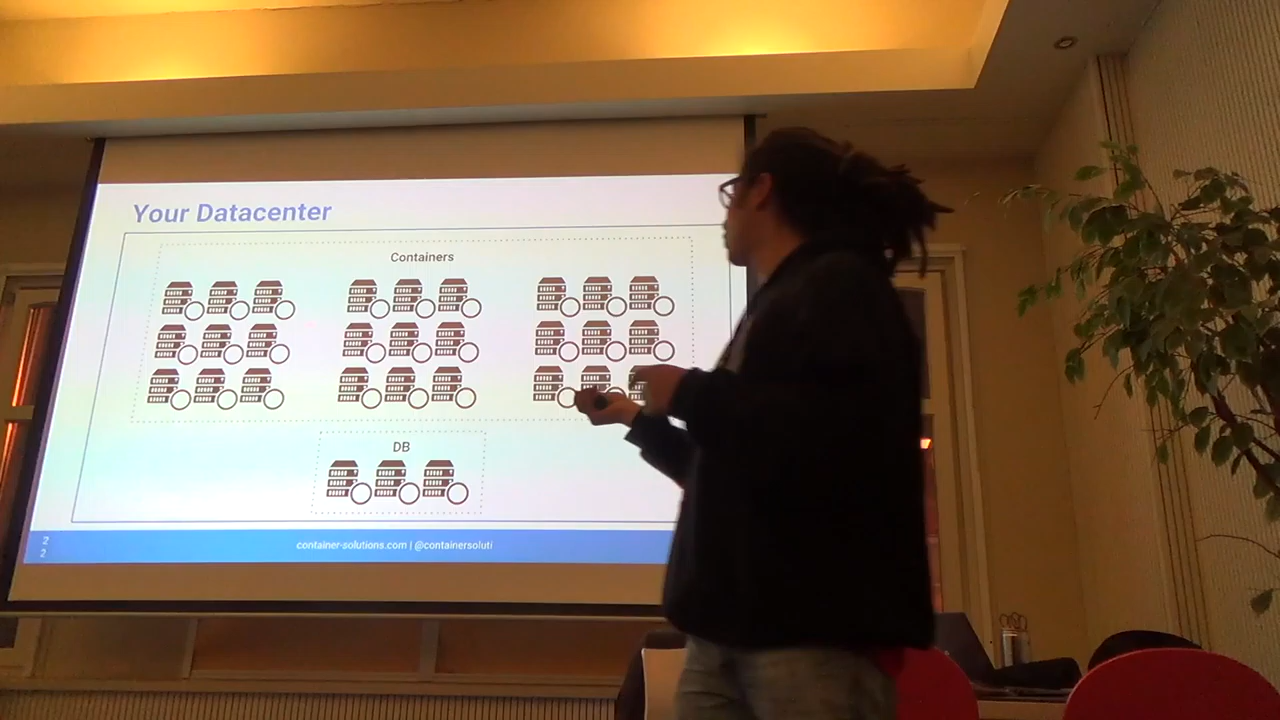 Your Datacenter
Containers
DB
2
2
container-solutions.com | @containersoluti